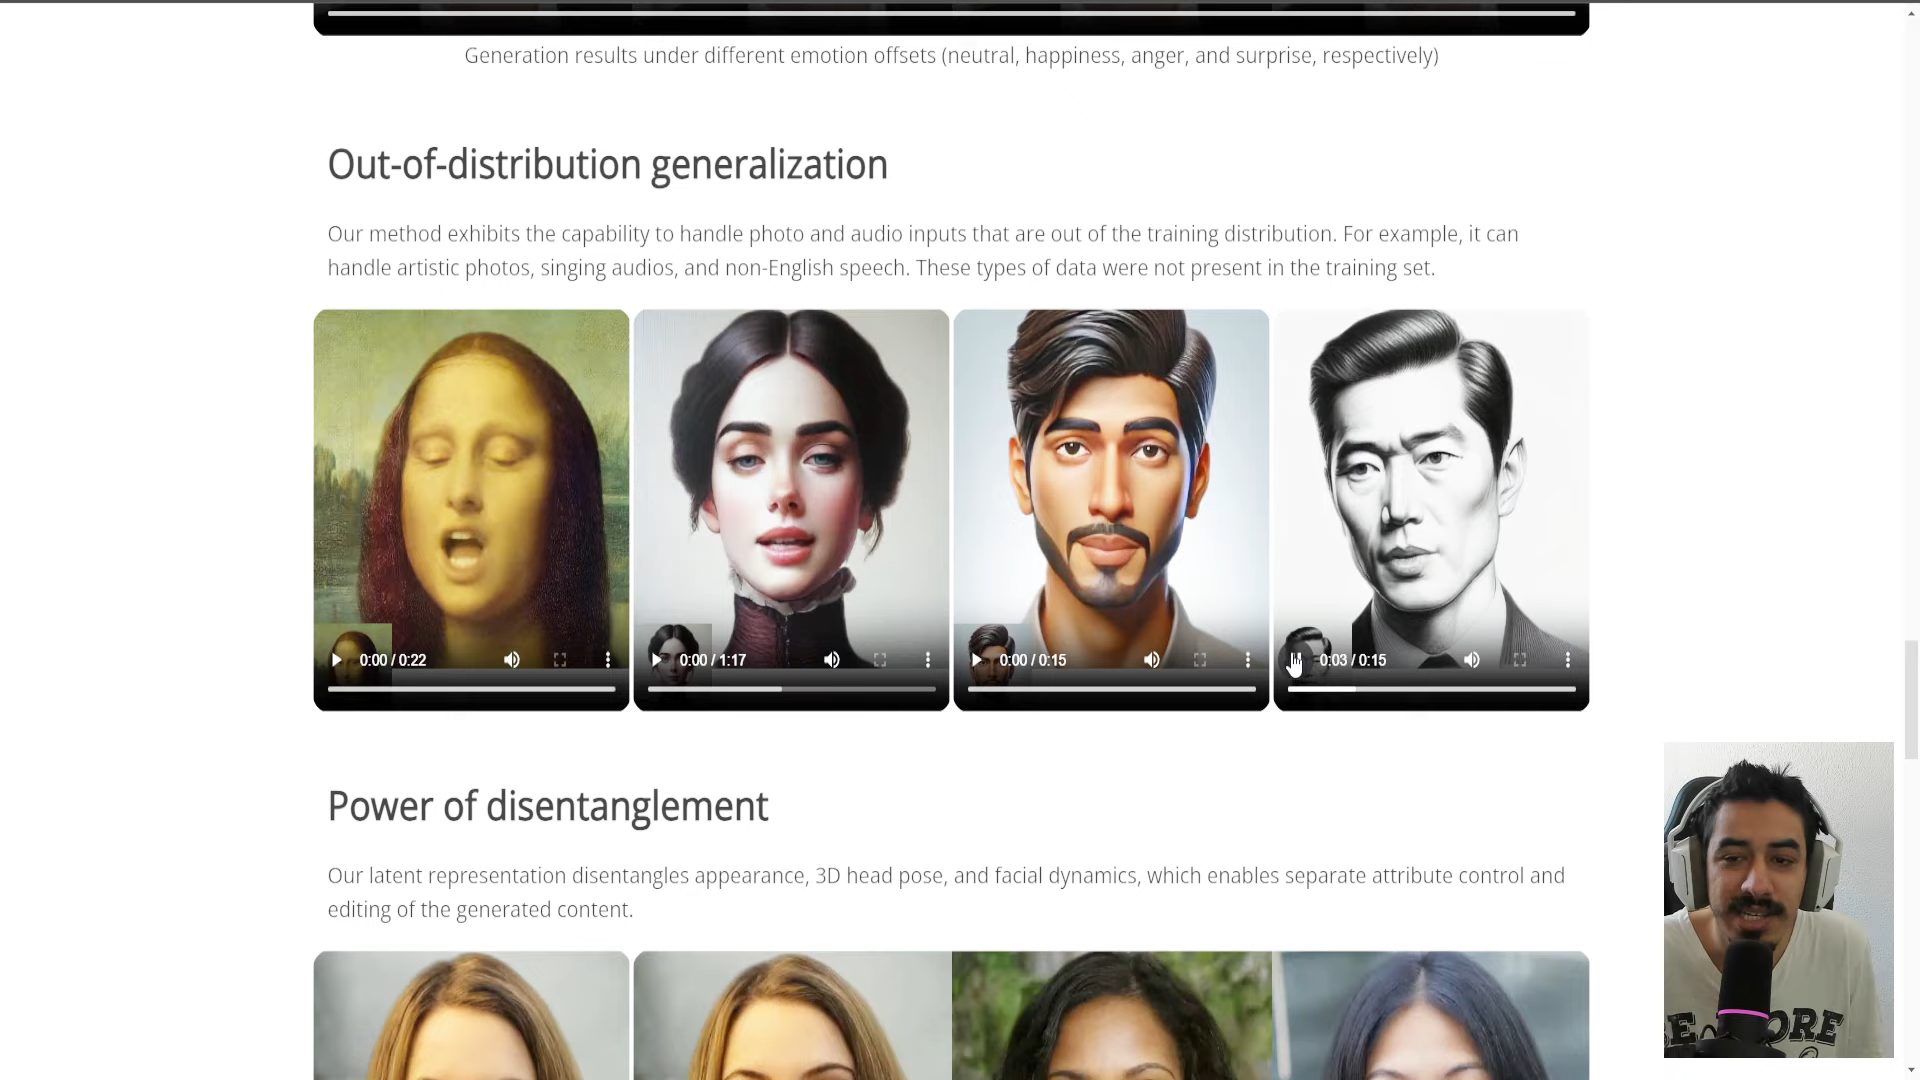 Generation results under different emotion offsets (neutral, happiness, anger, and surprise, respectively)
Out-of-distribution generalization
Our method exhibits the capability to handle photo and audio inputs that are out of the training distribution. For example, it can
handle artistic photos, singing audios, and non-English speech. These types of data were not present in the training set.
0:00 / 0:22
0:00 / 1:17
0:00 / 0:15
0:03 / 0:15
Power of disentanglement
Our latent representation disentangles appearance, 3D head pose, and facial dynamics, which enables separate attribute control and
editing of the generated content.